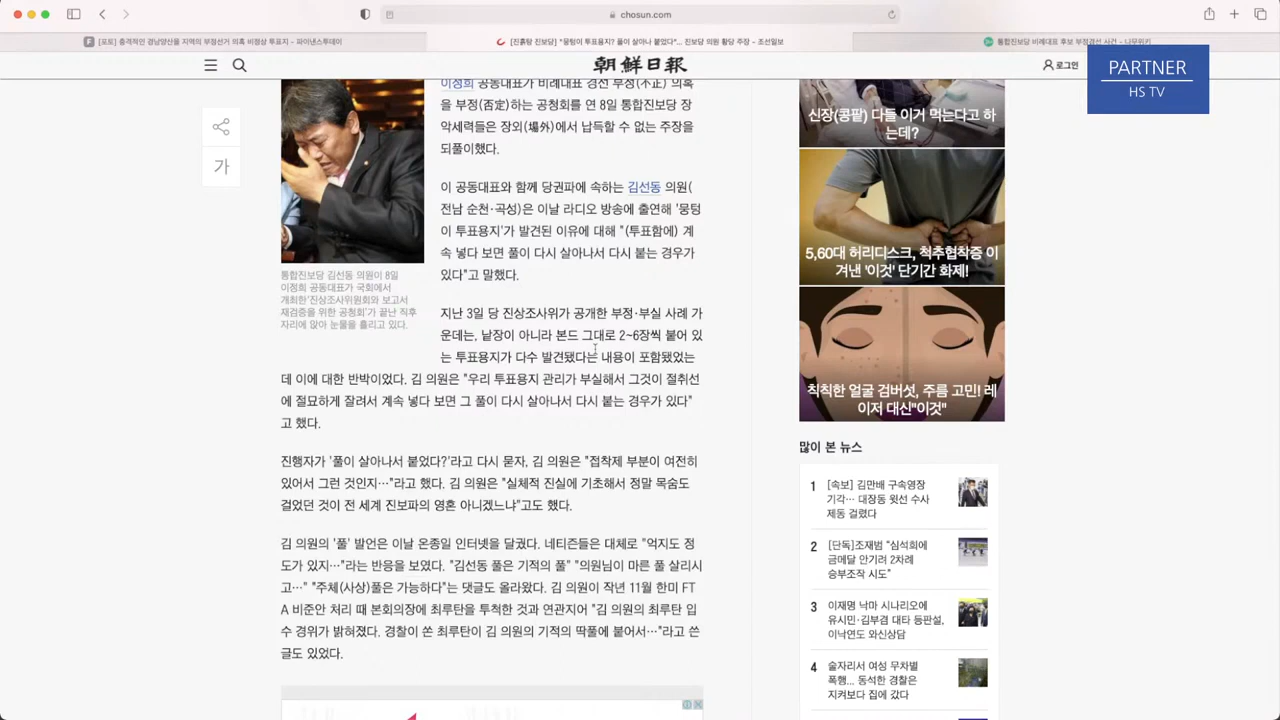 chosun.com
[포토] 충격적인 경남양산을 지역의 부정선거 의혹 비정상 투표지 - 파이낸스투데이
[진흙탕 진보당] "뭉텅이 투표용지? 풀이 살아나 붙었다"... 진보당 의원 황당 주장 - 조선일보
통합진보당 비례대표 후보 부정경선 사건 - 나무위키
朝鮮日報
로그인
PARTNER
HS TV
가
이정희 공동대표가 비례대표 경선 부정(不正) 의혹
을 부정(否定)하는 공청회를 연 8일 통합진보당 장
악세력들은 장외(場外)에서 납득할 수 없는 주장을
되풀이했다.
이 공동대표와 함께 당권파에 속하는 김선동 의원(
전남 순천·곡성)은 이날 라디오 방송에 출연해 '뭉텅
이 투표용지'가 발견된 이유에 대해 "(투표함에) 계
속 넣다 보면 풀이 다시 살아나서 다시 붙는 경우가
있다"고 말했다.
통합진보당 김선동 의원이 8일
이정희 공동대표가 국회에서
개최한'진상조사위원회와 보고서
재검증을 위한 공청회'가 끝난 직후
자리에 앉아 눈물을 흘리고 있다.
지난 3일 당 진상조사위가 공개한 부정·부실 사례 가
운데는, 낱장이 아니라 본드 그대로 2~6장씩 붙어 있
는 투표용지가 다수 발견됐다는 내용이 포함됐었는
데 이에 대한 반박이었다. 김 의원은 "우리 투표용지 관리가 부실해서 그것이 절취선
에 절묘하게 잘려서 계속 넣다 보면 그 풀이 다시 살아나서 다시 붙는 경우가 있다"
고 했다.
진행자가 '풀이 살아나서 붙었다?'라고 다시 묻자, 김 의원은 "접착제 부분이 여전히
있어서 그런 것인지…"라고 했다. 김 의원은 "실체적 진실에 기초해서 정말 목숨도
걸었던 것이 전 세계 진보파의 영혼 아니겠느냐"고도 했다.
김 의원의 '풀' 발언은 이날 온종일 인터넷을 달궜다. 네티즌들은 대체로 "억지도 정
도가 있지…"라는 반응을 보였다. "김선동 풀은 기적의 풀" "의원님이 마른 풀 살리시
고…" "주체(사상)풀은 가능하다"는 댓글도 올라왔다. 김 의원이 작년 11월 한미 FT
A 비준안 처리 때 본회의장에 최루탄을 투척한 것과 연관지어 "김 의원의 최루탄 입
수 경위가 밝혀졌다. 경찰이 쏜 최루탄이 김 의원의 기적의 딱풀에 붙어서…"라고 쓴
글도 있었다.
신장(콩팥) 다들 이거 먹는다고 하
는데?
5,60대 허리디스크, 척추협착증 이
겨낸 '이것' 단기간 화제!
칙칙한 얼굴 검버섯, 주름 고민! 레
이저 대신"이것"
많이 본 뉴스
1 [속보] 김만배 구속영장
기각… 대장동 윗선 수사
제동 걸렸다
2 [단독]조재범 "심석희에
금메달 안기려 2차례
승부조작 시도"
3 이재명 낙마 시나리오에
유시민·김부겸 대타 등판설,
이낙연도 와신상담
4 술자리서 여성 무차별
폭행... 동석한 경찰은
지켜보다 집에 갔다